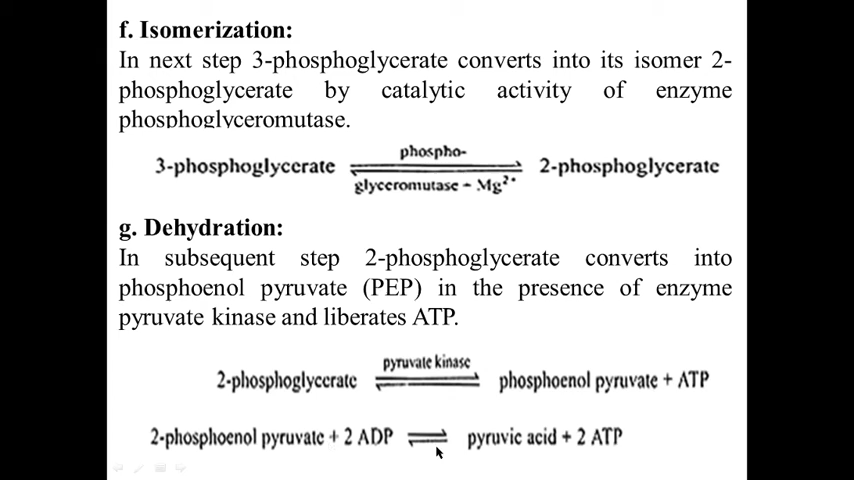 f. Isomerization:
In next step 3-phosphoglycerate converts into its isomer 2-
phosphoglycerate by catalytic activity of enzyme
phosphoglyceromutase.
phospho-
3-phosphoglycerate ⇌ 2-phosphoglycerate
glyceromutase - Mg²⁺
g. Dehydration:
In subsequent step 2-phosphoglycerate converts into
phosphoenol pyruvate (PEP) in the presence of enzyme
pyruvate kinase and liberates ATP.
pyruvate kinase
2-phosphoglycerate ⇌ phosphoenol pyruvate + ATP
2-phosphoenol pyruvate + 2 ADP ⇌ pyruvic acid + 2 ATP